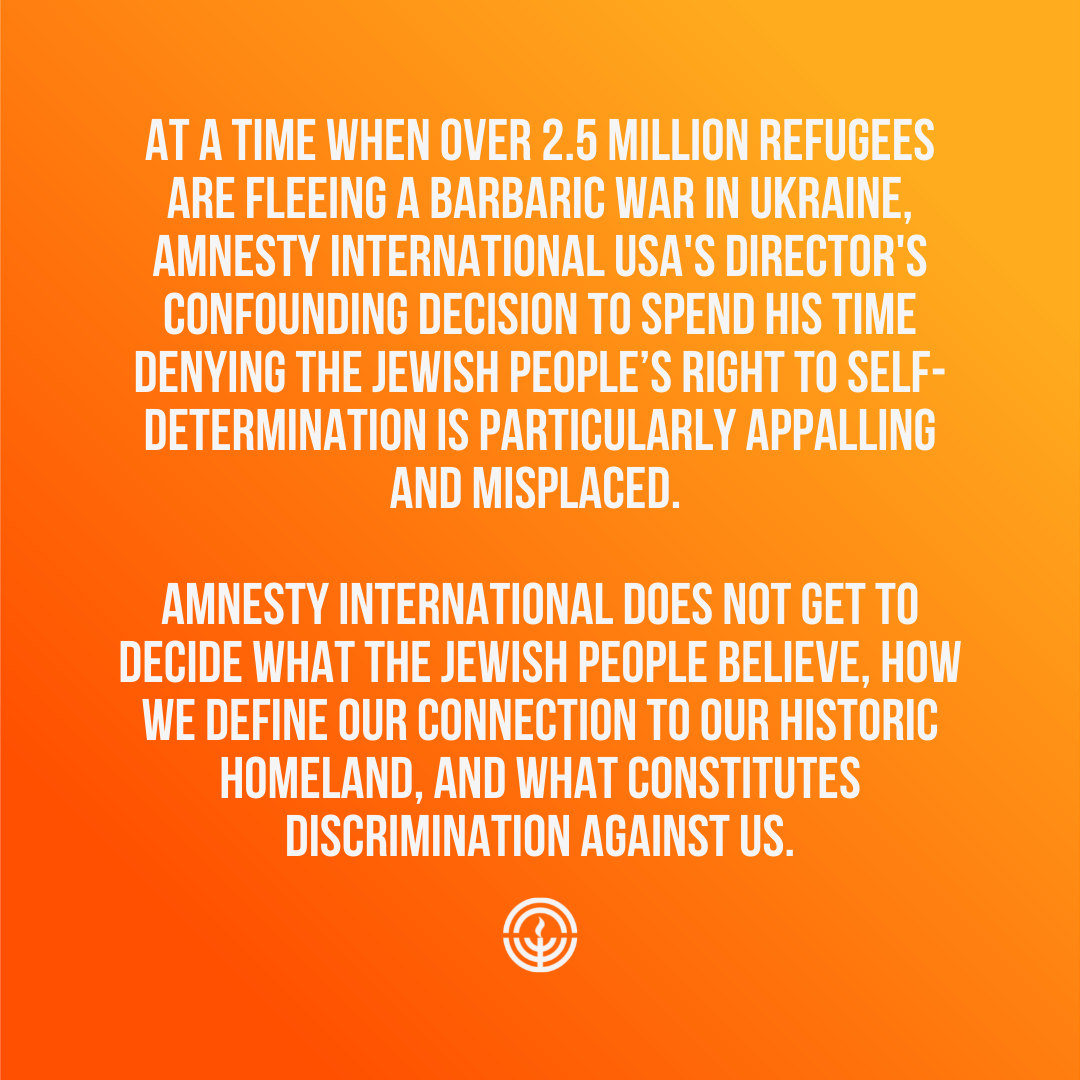 AT A TIME WHEN OVER 2.5 MILLION REFUGEES
ARE FLEEING A BARBARIC WAR IN UKRAINE,
AMNESTY INTERNATIONAL USA'S DIRECTOR'S
CONFOUNDING DECISION TO SPEND HIS TIME
DENYING THE JEWISH PEOPLE’S RIGHT TO SELF-
DETERMINATION IS PARTICULARLY APPALLING
AND MISPLACED.
AMNESTY INTERNATIONAL DOES NOT GET TO
DECIDE WHAT THE JEWISH PEOPLE BELIEVE, HOW
WE DEFINE OUR CONNECTION TO OUR HISTORIC
HOMELAND, AND WHAT CONSTITUTES
DISCRIMINATION AGAINST US.